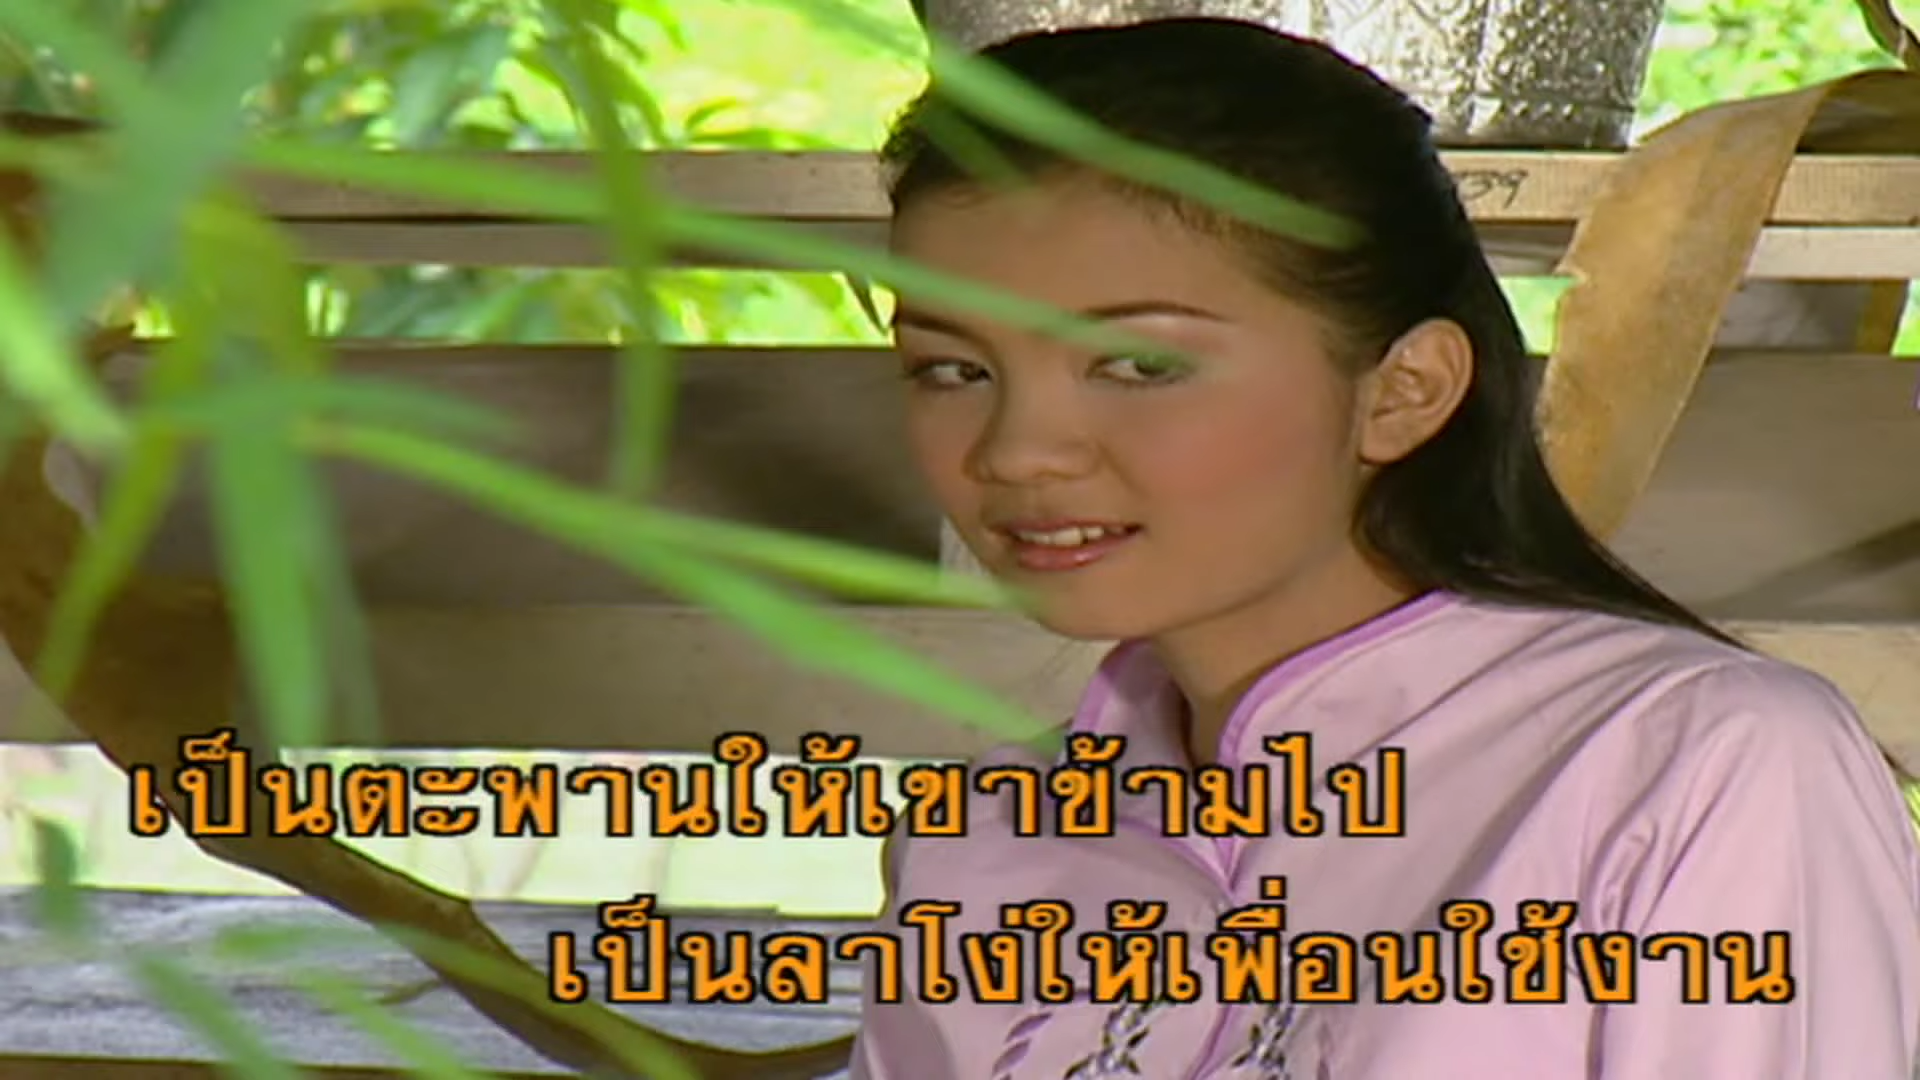 39
เป็นตะพานให้เขาข้ามไป
เป็นลาโง่ให้เพื่อนใช้งาน